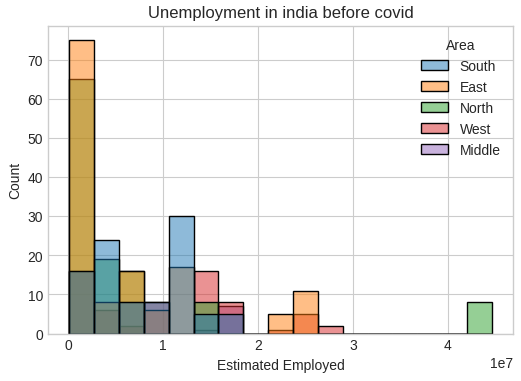 Unemployment in india before covid
Area
South
East
North
West
Middle
Count
70
60
50
40
30
20
10
0
0 1 2 3 4
1e7
Estimated Employed